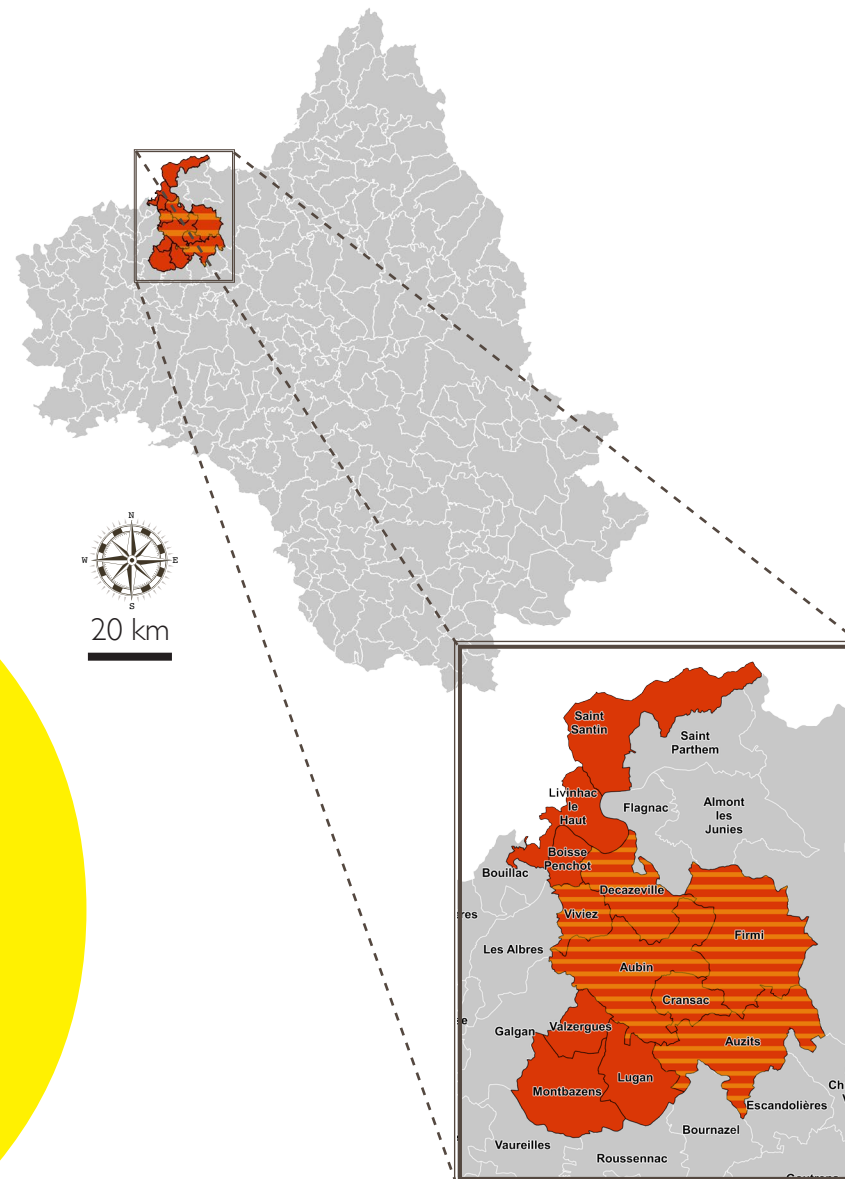 N
W E
S
20 km
Saint
Santin
Saint
Parthem
Livinhac
le
Haut
Flagnac
Almont
les
Junies
Boisse
Penchot
Bouillac
Decazeville
Viviez
Firmi
Les Albres
Aubin
Cransac
Galgan
Valzergues
Auzits
Montbazens
Lugan
Escandolières
Bournazel
Vaureilles
Roussennac